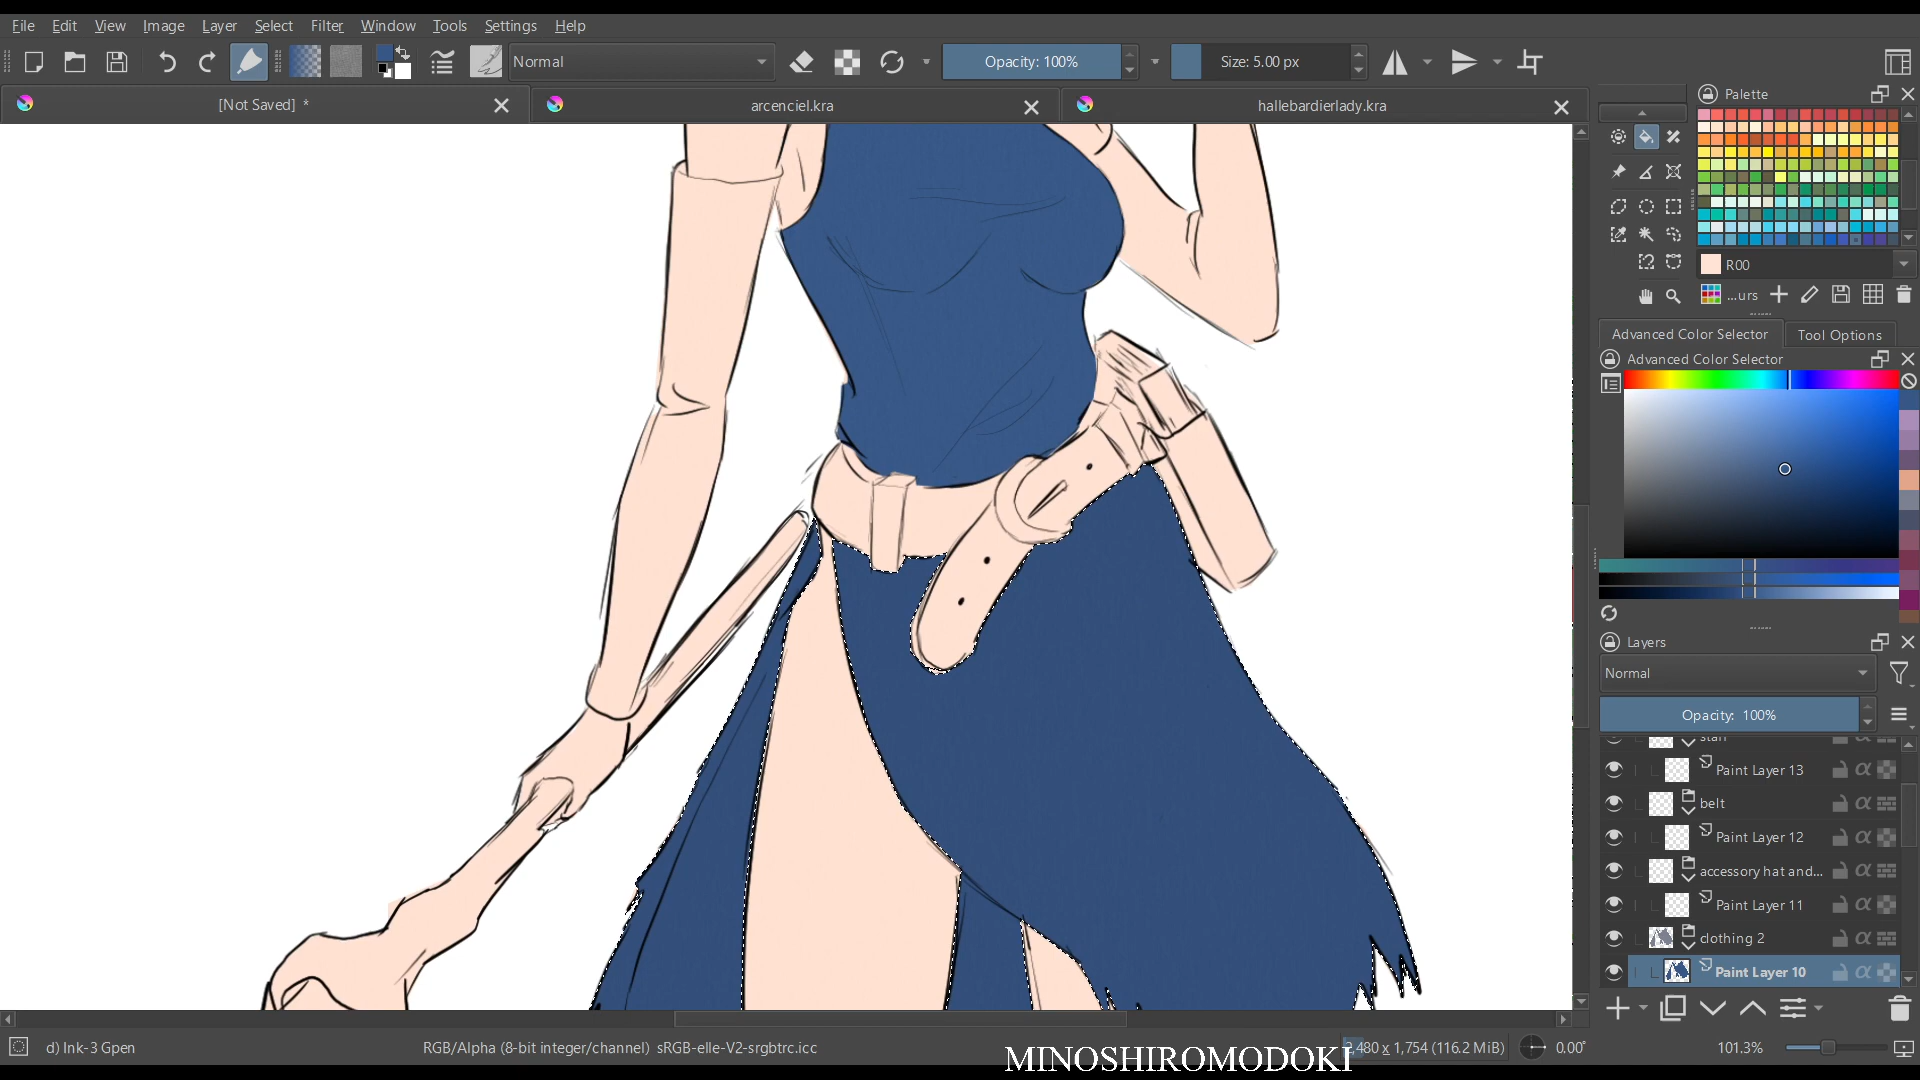 File Edit View Image Layer Select Filter Window Tools Settings Help
Normal
Opacity: 100%
Size: 5.00 px
[Not Saved] *
arcenciel.kra
hallebardierlady.kra
Palette
R00
...urs
Advanced Color Selector
Tool Options
Advanced Color Selector
Layers
Normal
Opacity: 100%
Paint Layer 13
belt
Paint Layer 12
accessory hat and...
Paint Layer 11
clothing 2
Paint Layer 10
d) Ink-3 Gpen
RGB/Alpha (8-bit integer/channel) sRGB-elle-V2-srgbtrc.icc
MINOSHIROMODOKI
2,480 x 1,754 (116.2 MiB)
0.00°
101.3%